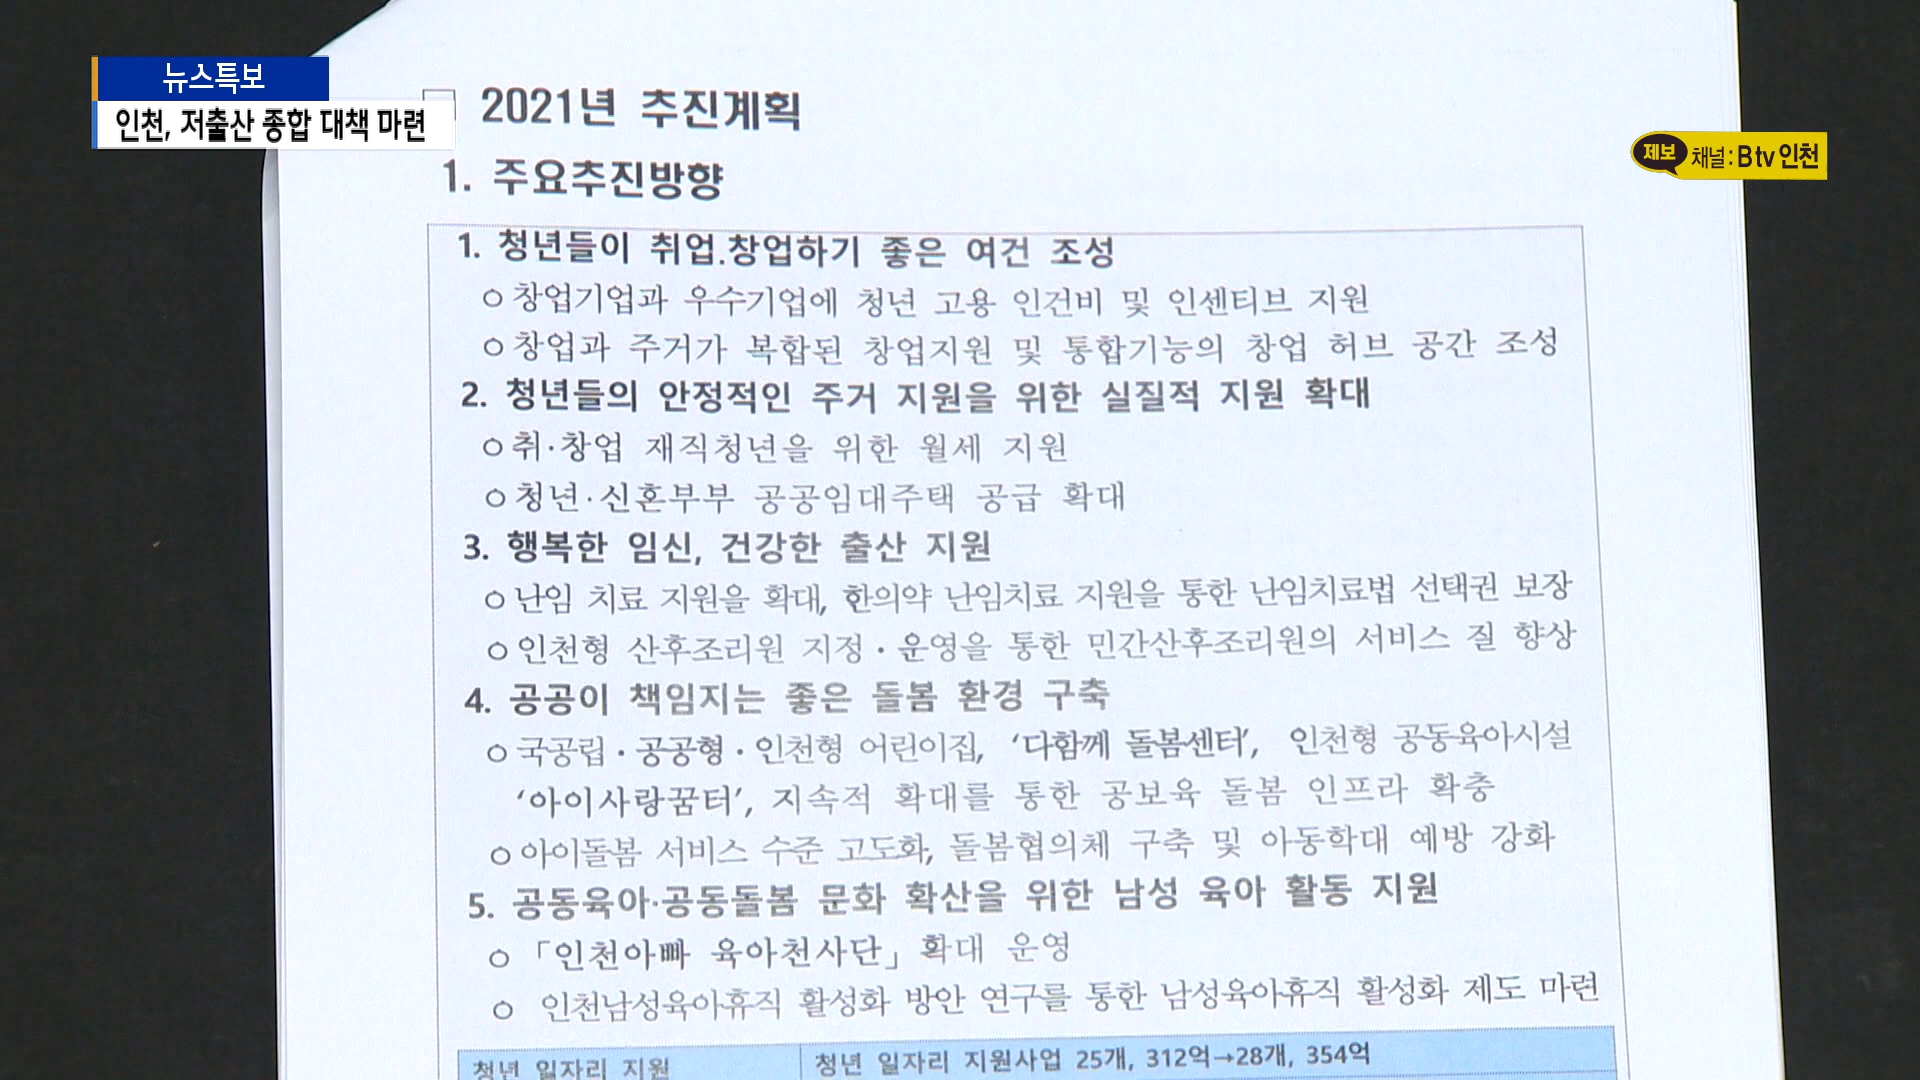 뉴스특보
인천, 저출산 종합 대책 마련
제보 채널 : B tv 인천
□ 2021년 추진계획
1. 주요추진방향
1. 청년들이 취업.창업하기 좋은 여건 조성
○ 창업기업과 우수기업에 청년 고용 인건비 및 인센티브 지원
○ 창업과 주거가 복합된 창업지원 및 통합기능의 창업 허브 공간 조성
2. 청년들의 안정적인 주거 지원을 위한 실질적 지원 확대
○ 취·창업 재직청년을 위한 월세 지원
○ 청년·신혼부부 공공임대주택 공급 확대
3. 행복한 임신, 건강한 출산 지원
○ 난임 치료 지원을 확대, 한의약 난임치료 지원을 통한 난임치료법 선택권 보장
○ 인천형 산후조리원 지정·운영을 통한 민간산후조리원의 서비스 질 향상
4. 공공이 책임지는 좋은 돌봄 환경 구축
○ 국공립·공공형·인천형 어린이집, ‘다함께 돌봄센터’, 인천형 공동육아시설
‘아이사랑꿈터’, 지속적 확대를 통한 공보육 돌봄 인프라 확충
○ 아이돌봄 서비스 수준 고도화, 돌봄협의체 구축 및 아동학대 예방 강화
5. 공동육아·공동돌봄 문화 확산을 위한 남성 육아 활동 지원
○ 「인천아빠 육아천사단」 확대 운영
○ 인천남성육아휴직 활성화 방안 연구를 통한 남성육아휴직 활성화 제도 마련
청년 일자리 지원 청년 일자리 지원사업 25개, 312억→28개, 354억